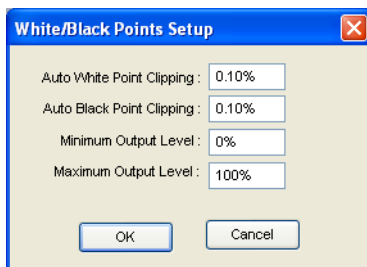 White/Black Points Setup
Auto White Point Clipping : 0.10%
Auto Black Point Clipping : 0.10%
Minimum Output Level : 0%
Maximum Output Level : 100%
OK Cancel